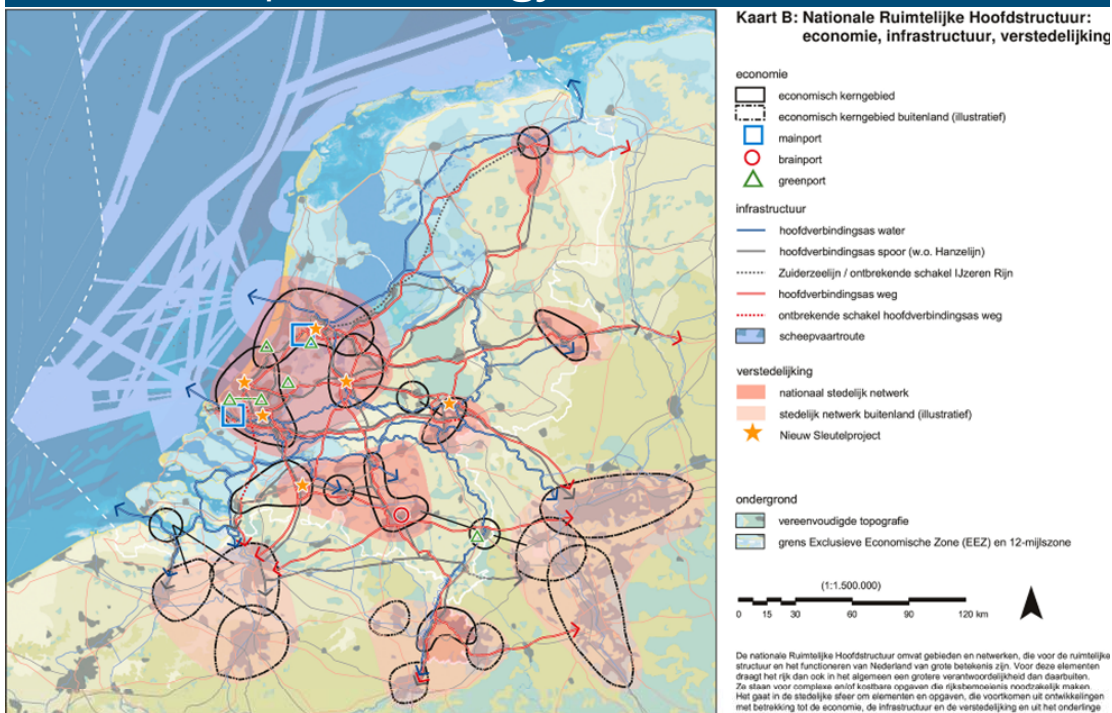 Kaart B: Nationale Ruimtelijke Hoofdstructuur:
economie, infrastructuur, verstedelijking
economie
economisch kerngebied
economisch kerngebied buitenland (illustratief)
mainport
brainport
greenport
infrastructuur
hoofdverbindingsas water
hoofdverbindingsas spoor (w.o. Hanzelijn)
Zuiderzeelijn / ontbrekende schakel IJzeren Rijn
hoofdverbindingsas weg
ontbrekende schakel hoofdverbindingsas weg
scheepvaartroute
verstedelijking
nationaal stedelijk netwerk
stedelijk netwerk buitenland (illustratief)
Nieuw Sleutelproject
ondergrond
vereenvoudigde topografie
grens Exclusieve Economische Zone (EEZ) en 12-mijlszone
(1:1.500.000)
0 15 30 60 90 120 km
De nationale Ruimtelijke Hoofdstructuur omvat gebieden en netwerken, die voor de ruimtelijke
structuur en het functioneren van Nederland van grote betekenis zijn. Voor deze elementen
draagt het rijk dan ook in het algemeen een grotere verantwoordelijkheid dan daarbuiten.
Ze staan voor complexe en/of kostbare opgaven die rijksbemoeienis noodzakelijk maken.
Het gaat in de stedelijke sfeer om elementen en opgaven, die voortkomen uit ontwikkelingen
met betrekking tot de economie, de infrastructuur en de verstedelijking en uit het onderlinge